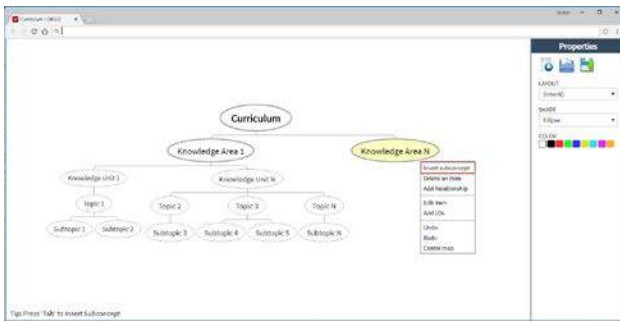 Properties
LAYOUT
(Inherit)
SHAPE
Ellipse
COLOR
Curriculum
Knowledge Area 1
Knowledge Area N
Knowledge Unit 1
Knowledge Unit N
Topic 1
Topic 2
Topic 3
Topic N
Subtopic 1
Subtopic 2
Subtopic 3
Subtopic 4
Subtopic 5
Subtopic N
Insert subconcept
Delete an item
Add Relationship
Edit item
Add LOs
Undo
Redo
Center map
Tip: Press 'Tab' to Insert Subconcept